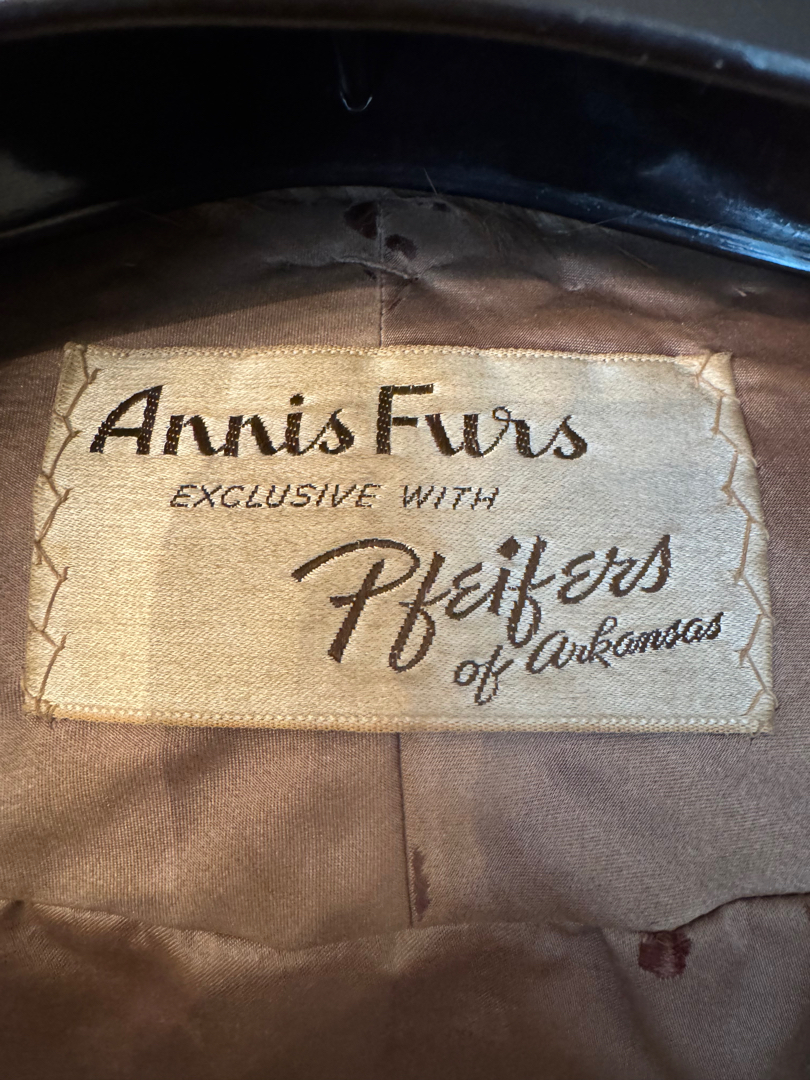 Annis Furs
EXCLUSIVE WITH
Pfeifers
of Arkansas